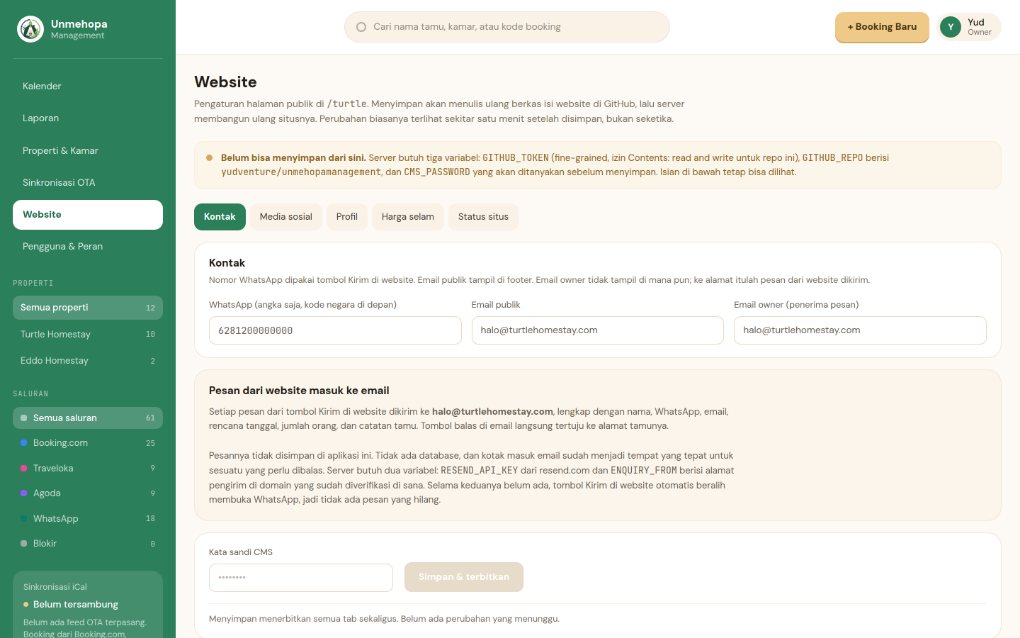 Unmehopa
Management
Kalender
Laporan
Properti & Kamar
Sinkronisasi OTA
Website
Pengguna & Peran
PROPERTI
Semua properti 12
Turtle Homestay 10
Eddo Homestay 2
SALURAN
Semua saluran 61
Booking.com 25
Traveloka 9
Agoda 9
WhatsApp 18
Blokir 0
Sinkronisasi iCal
Belum tersambung
Belum ada feed OTA terpasang.
Booking dari Booking.com,
Cari nama tamu, kamar, atau kode booking
+ Booking Baru
Y
Yud
Owner
Website
Pengaturan halaman publik di /turtle. Menyimpan akan menulis ulang berkas isi website di GitHub, lalu server
membangun ulang situsnya. Perubahan biasanya terlihat sekitar satu menit setelah disimpan, bukan seketika.
Belum bisa menyimpan dari sini. Server butuh tiga variabel: GITHUB_TOKEN (fine-grained, izin Contents: read and write untuk repo ini), GITHUB_REPO berisi
yudventure/unmehopamanagement, dan CMS_PASSWORD yang akan ditanyakan sebelum menyimpan. Isian di bawah tetap bisa dilihat.
Kontak Media sosial Profil Harga selam Status situs
Kontak
Nomor WhatsApp dipakai tombol Kirim di website. Email publik tampil di footer. Email owner tidak tampil di mana pun; ke alamat itulah pesan dari website dikirim.
WhatsApp (angka saja, kode negara di depan) Email publik Email owner (penerima pesan)
6281200000000 halo@turtlehomestay.com halo@turtlehomestay.com
Pesan dari website masuk ke email
Setiap pesan dari tombol Kirim di website dikirim ke halo@turtlehomestay.com, lengkap dengan nama, WhatsApp, email,
rencana tanggal, jumlah orang, dan catatan tamu. Tombol balas di email langsung tertuju ke alamat tamunya.
Pesannya tidak disimpan di aplikasi ini. Tidak ada database, dan kotak masuk email sudah menjadi tempat yang tepat untuk
sesuatu yang perlu dibalas. Server butuh dua variabel: RESEND_API_KEY dari resend.com dan ENQUIRY_FROM berisi alamat
pengirim di domain yang sudah diverifikasi di sana. Selama keduanya belum ada, tombol Kirim di website otomatis beralih
membuka WhatsApp, jadi tidak ada pesan yang hilang.
Kata sandi CMS
••••••••
Simpan & terbitkan
Menyimpan menerbitkan semua tab sekaligus. Belum ada perubahan yang menunggu.